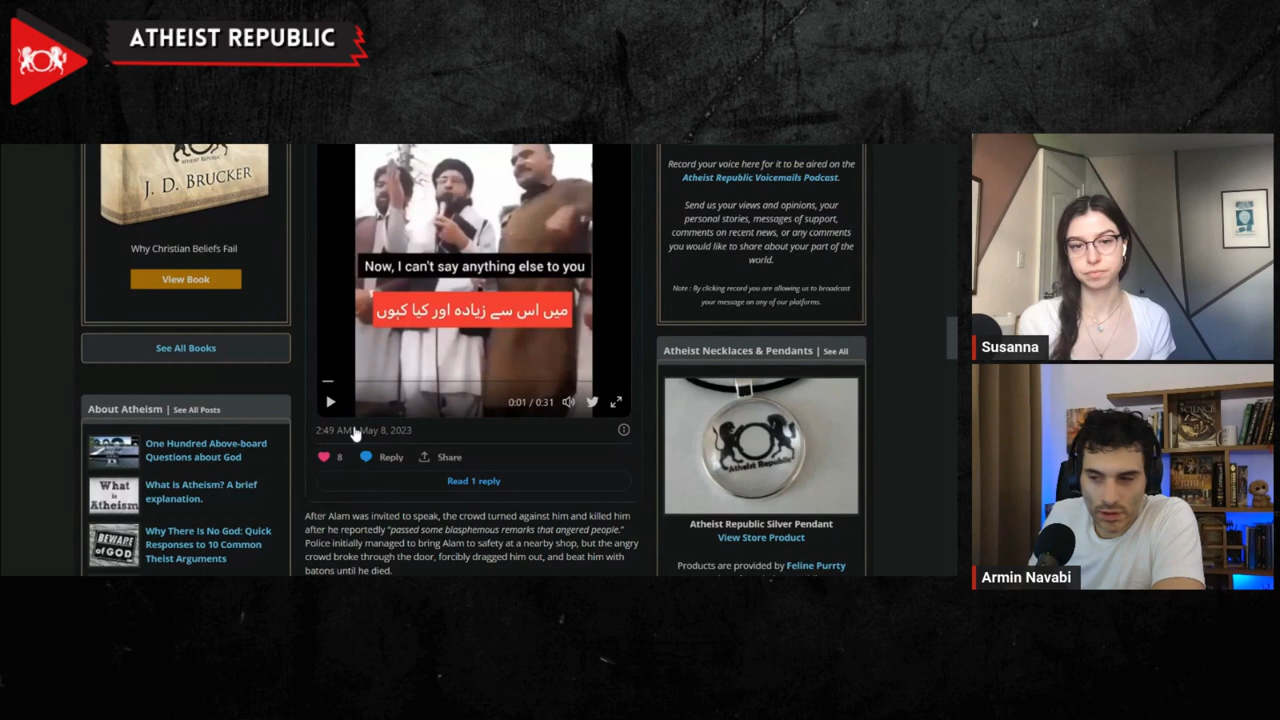 ATHEIST REPUBLIC
ATHEIST REPUBLIC
J. D. BRUCKER
Why Christian Beliefs Fail
View Book
See All Books
About Atheism | See All Posts
One Hundred Above-board
Questions about God
What is Atheism? A brief
explanation.
What
is
Atheism
Why There Is No God: Quick
Responses to 10 Common
Theist Arguments
BEWARE
of GOD
Now, I can't say anything else to you
میں اس سے زیادہ اور کیا کہوں
0:01 / 0:31
2:49 AM May 8, 2023
8 Reply Share
Read 1 reply
After Alam was invited to speak, the crowd turned against him and killed him
after he reportedly "passed some blasphemous remarks that angered people."
Police initially managed to bring Alam to safety at a nearby shop, but the angry
crowd broke through the door, forcibly dragged him out, and beat him with
batons until he died.
Record your voice here for it to be aired on the
Atheist Republic Voicemails Podcast.
Send us your views and opinions, your
personal stories, messages of support,
comments on recent news, or any comments
you would like to share about your part of the
world.
Note : By clicking record you are allowing us to broadcast
your message on any of our platforms.
Atheist Necklaces & Pendants | See All
Atheist Republic
Atheist Republic Silver Pendant
View Store Product
Products are provided by Feline Purrty
Susanna
SCIENCE
Armin Navabi